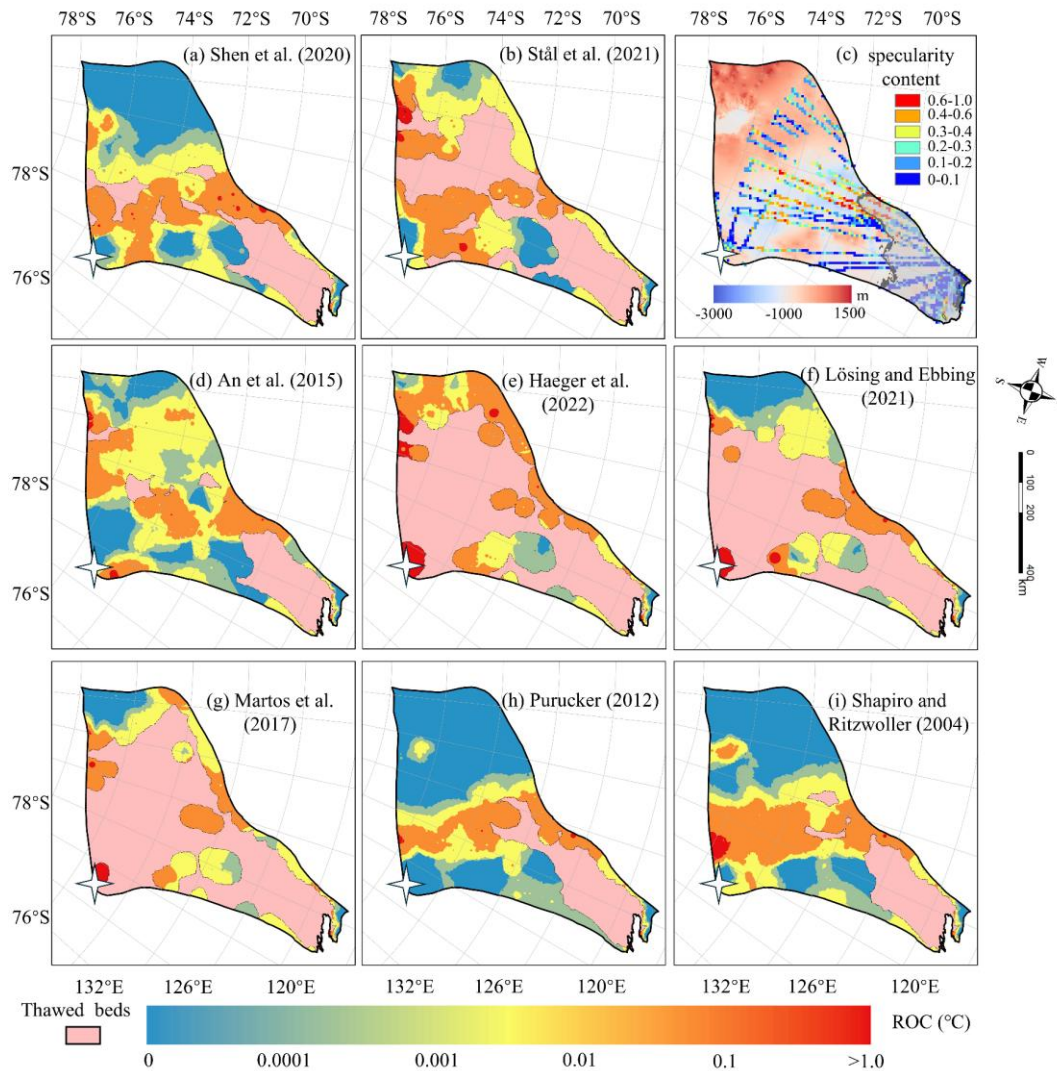 78°S 76°S 74°S 72°S 70°S 78°S 76°S 74°S 72°S 70°S 78°S 76°S 74°S 72°S 70°S
(a) Shen et al. (2020)
(b) Stål et al. (2021)
(c) specularity
content
0.6-1.0
0.4-0.6
0.3-0.4
0.2-0.3
0.1-0.2
0-0.1
78°S
76°S
m
-3000 -1000 1500
(d) An et al. (2015)
(e) Haeger et al.
(2022)
(f) Lösing and Ebbing
(2021)
78°S
76°S
W
S
E
0
100
200
400
km
(g) Martos et al.
(2017)
(h) Purucker (2012)
(i) Shapiro and
Ritzwoller (2004)
78°S
76°S
132°E 126°E 120°E 132°E 126°E 120°E 132°E 126°E 120°E
Thawed beds
ROC (°C)
0 0.0001 0.001 0.01 0.1 >1.0